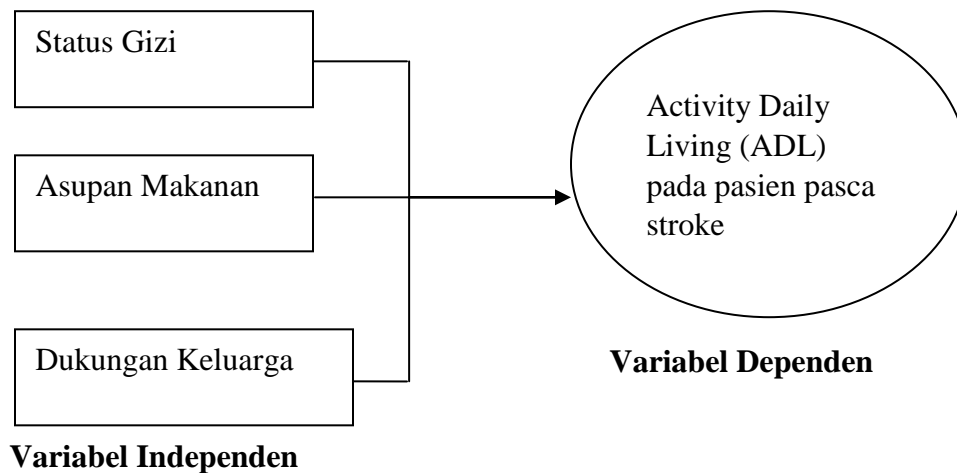 Status Gizi
Asupan Makanan
Dukungan Keluarga
Variabel Independen
Activity Daily
Living (ADL)
pada pasien pasca
stroke
Variabel Dependen